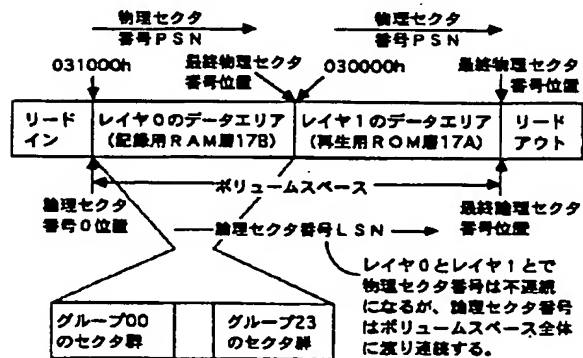 物理セクタ
番号PSN
物理セクタ
番号PSN
031000h
最終物理セクタ
番号位置
030000h
最終物理セクタ
番号位置
リード
イン
レイヤ0のデータエリア
(記録用RAM層17B)
レイヤ1のデータエリア
(再生用ROM層17A)
リード
アウト
ボリュームスペース
論理セクタ
番号0位置
論理セクタ番号LSN
最終論理セクタ
番号位置
レイヤ0とレイヤ1とで
物理セクタ番号は不連続
になるが、論理セクタ番号
はボリュームスペース全体
に渡り連続する。
グループ00
のセクタ群
グループ23
のセクタ群